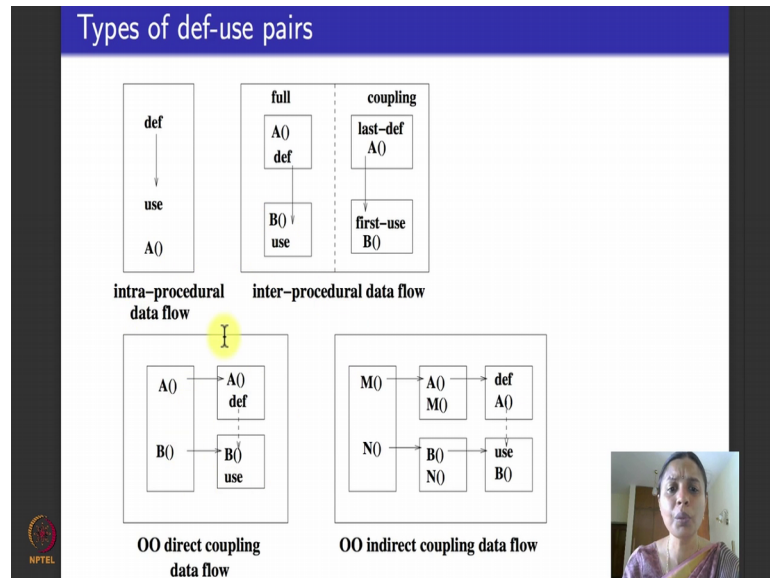 Types of def-use pairs
def
use
A()
intra-procedural
data flow
full
coupling
A()
def
B()
use
last-def
A()
first-use
B()
inter-procedural data flow
A()
B()
A()
def
B()
use
OO direct coupling
data flow
M()
N()
A()
M()
B()
N()
def
A()
use
B()
OO indirect coupling data flow
NPTEL